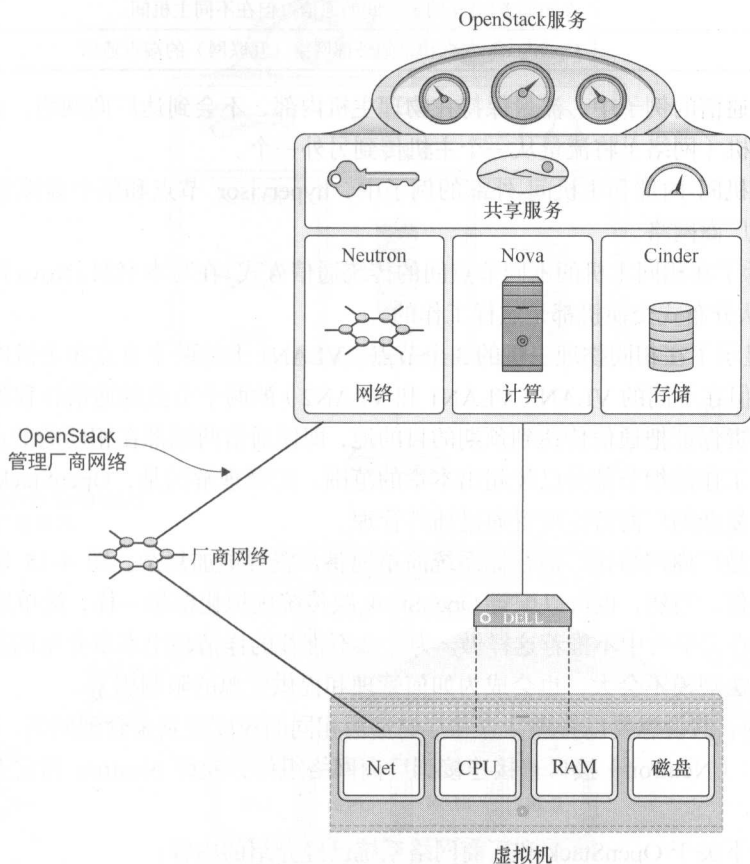 OpenStack服务
共享服务
Neutron
Nova
Cinder
网络
计算
存储
OpenStack
管理厂商网络
厂商网络
DELL
Net
CPU
RAM
磁盘
虚拟机